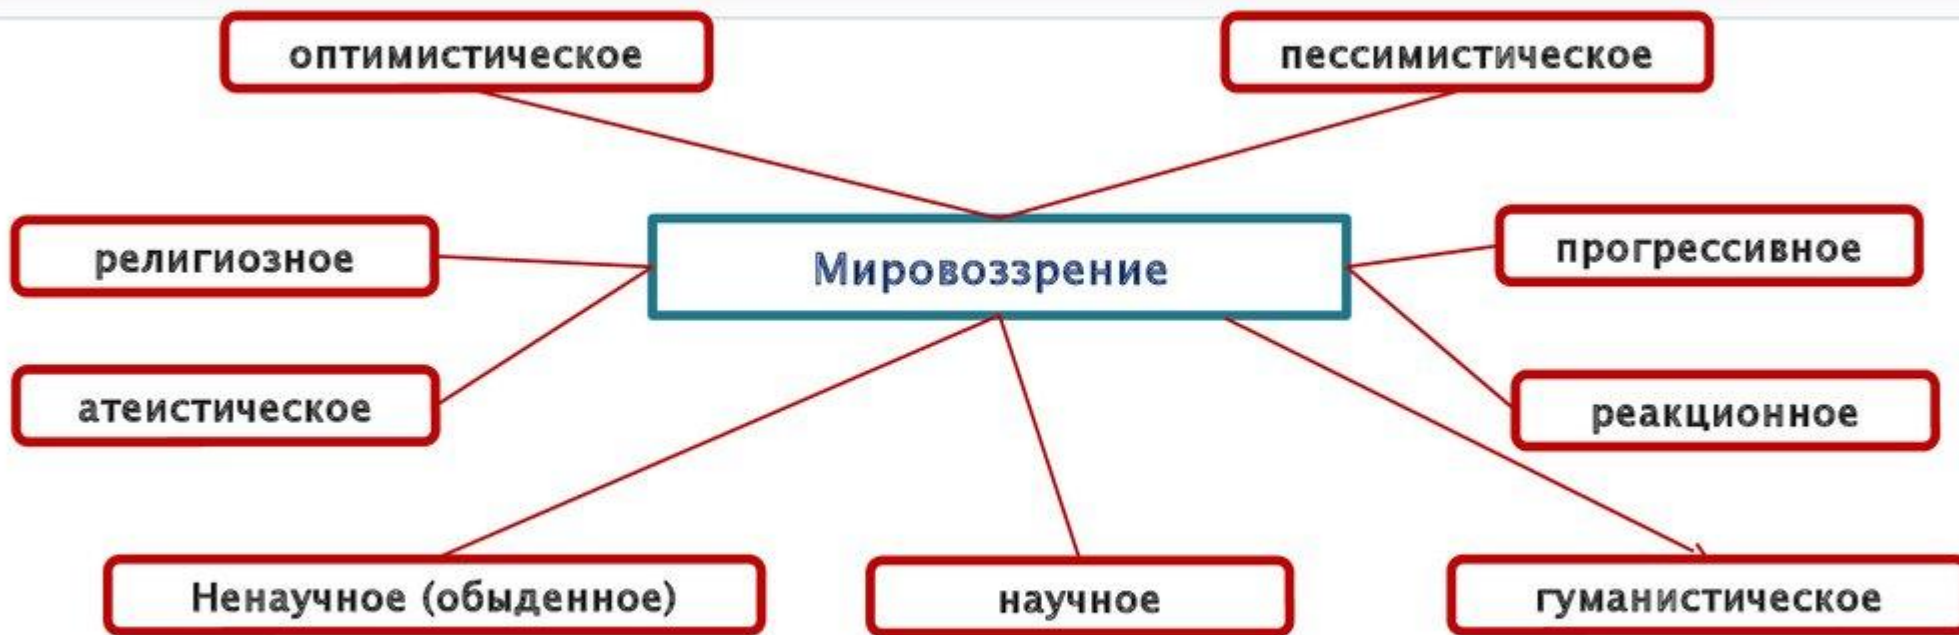 оптимистическое
пессимистическое
религиозное
Мировоззрение
прогрессивное
атеистическое
реакционное
Ненаучное (обыденное)
научное
гуманистическое